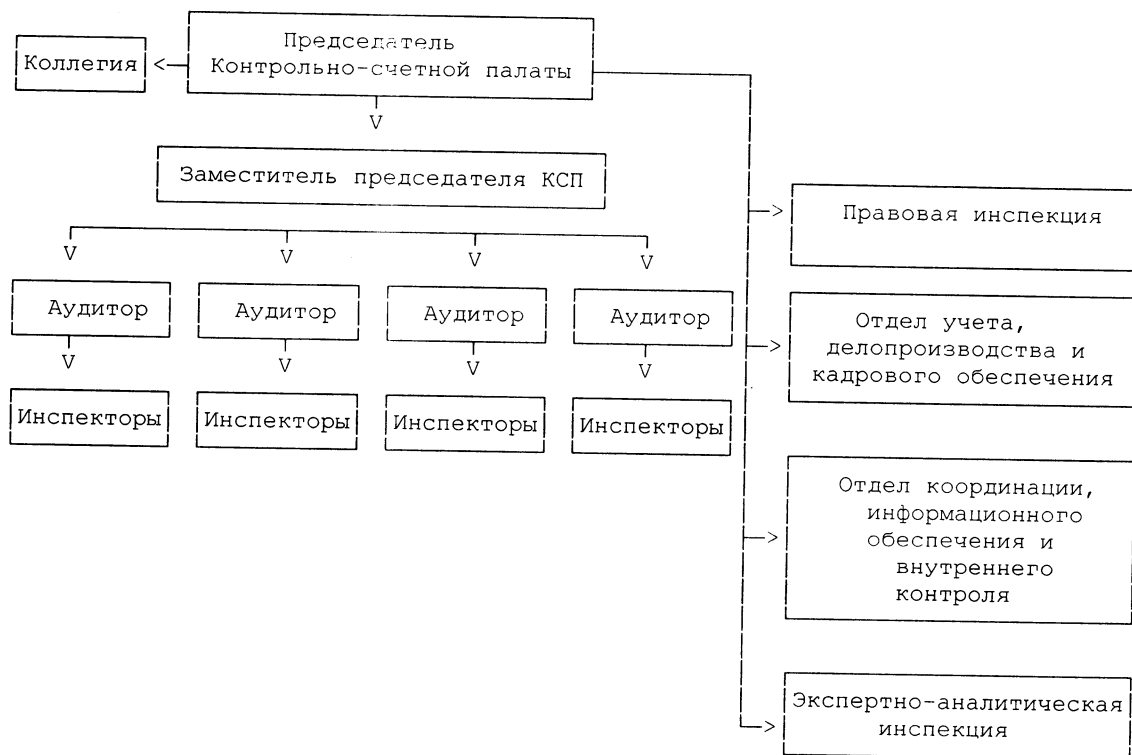 Председатель
Контрольно-счетной палаты
Коллегия
Заместитель председателя КСП
Правовая инспекция
Аудитор Аудитор Аудитор Аудитор
Отдел учета,
делопроизводства и
кадрового обеспечения
Инспекторы Инспекторы Инспекторы Инспекторы
Отдел координации,
информационного
обеспечения и
внутреннего
контроля
Экспертно-аналитическая
инспекция